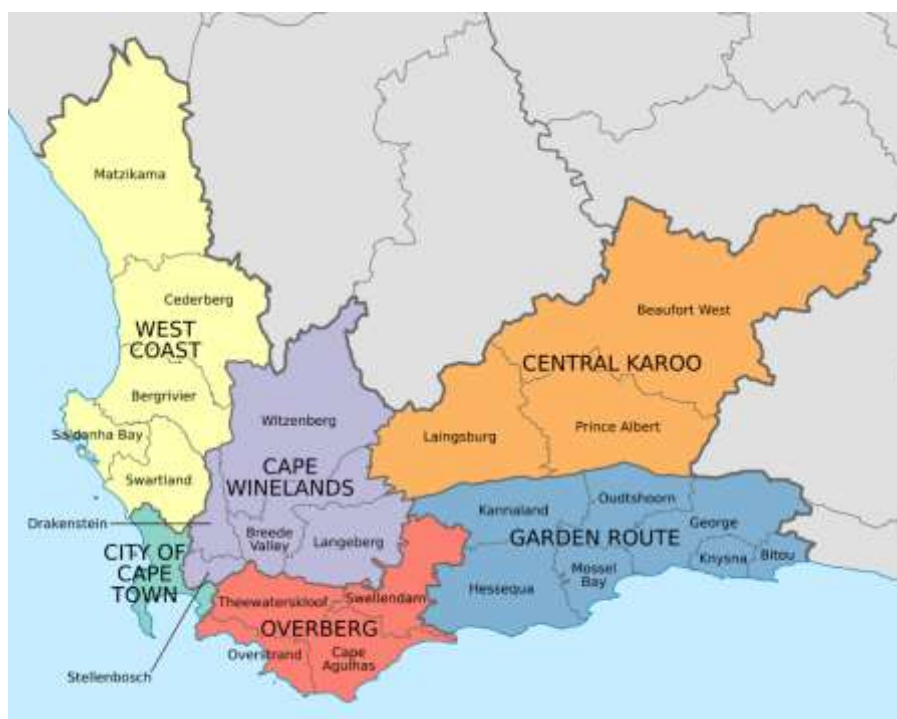 Matzikama
Cederberg
WEST
COAST
Bergrivier
Saldanha Bay
Swartland
Beaufort West
CENTRAL KAROO
Laingsburg
Prince Albert
Witzenberg
CAPE
WINELANDS
Drakenstein
Breede
Valley
Langeberg
CITY OF
CAPE
TOWN
Stellenbosch
Kannaland
Oudtshoorn
George
GARDEN ROUTE
Hessequa
Mossel
Bay
Knysna
Bitou
Theewaterskloof
Swellendam
OVERBERG
Overstrand
Cape
Agulhas